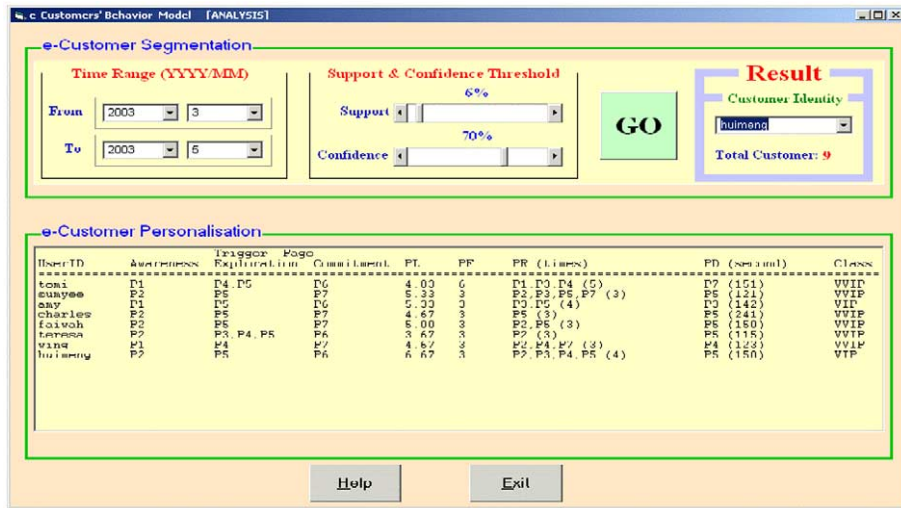 e-Customers' Behavior Model [ANALYSIS]
e-Customer Segmentation
Time Range (YYYY/MM)
From 2003 3
To 2003 5
Support & Confidence Threshold
6%
Support
70%
Confidence
GO
Result
Customer Identity
huimeng
Total Customer: 9
e-Customer Personalisation
Trigger Page
UserID Awareness Exploration Commitment PL PF PR (times) PD (second) Class
tomi P1 P4,P5 P6 4.03 6 P1,P3,P4 (5) P7 (151) VVIP
sumyee P2 P5 P7 5.33 3 P2,P3,P5,P7 (3) P5 (121) VVIP
amy P1 P5 P6 5.33 3 P3,P5 (4) P3 (142) VIP
charles P2 P5 P7 4.67 3 P5 (3) P5 (241) VVIP
faivah P2 P5 P7 5.00 3 P2,P5 (3) P5 (150) VVIP
teresa P2 P3,P4,P5 P6 3.67 3 P2 (3) P5 (115) VVIP
ving P1 P4 P7 4.67 3 P2,P4,P7 (3) P4 (123) VVIP
huimeng P2 P5 P6 6.67 3 P2,P3,P4,P5 (4) P5 (150) VVIP
Help Exit